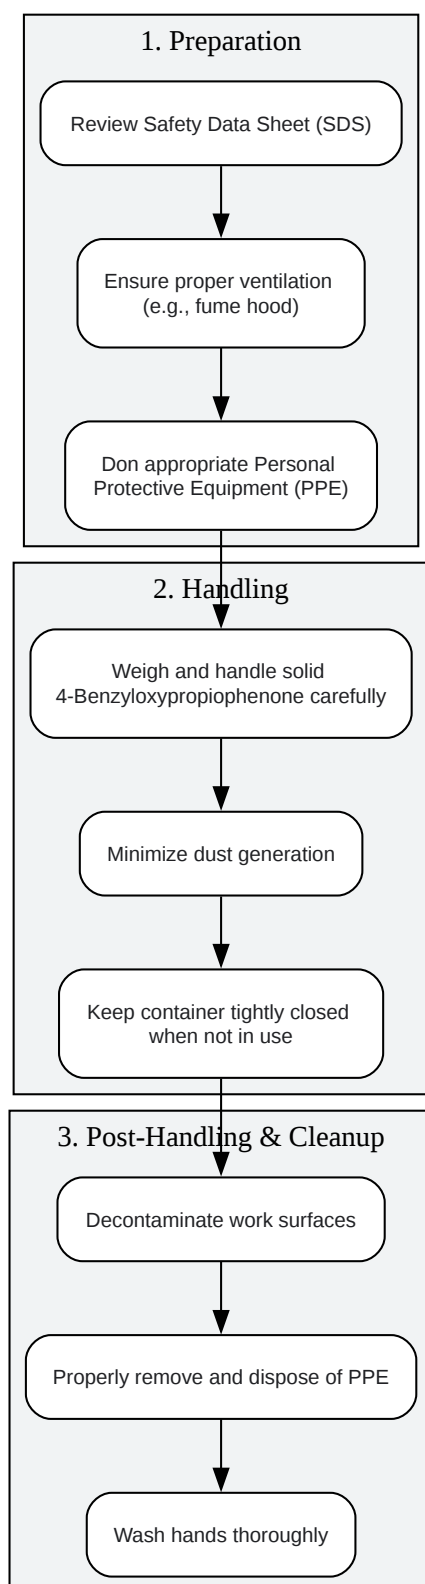 1. Preparation
Review Safety Data Sheet (SDS)
Ensure proper ventilation
(e.g., fume hood)
Don appropriate Personal
Protective Equipment (PPE)
2. Handling
Weigh and handle solid
4-Benzyloxypropiophenone carefully
Minimize dust generation
Keep container tightly closed
when not in use
3. Post-Handling & Cleanup
Decontaminate work surfaces
Properly remove and dispose of PPE
Wash hands thoroughly